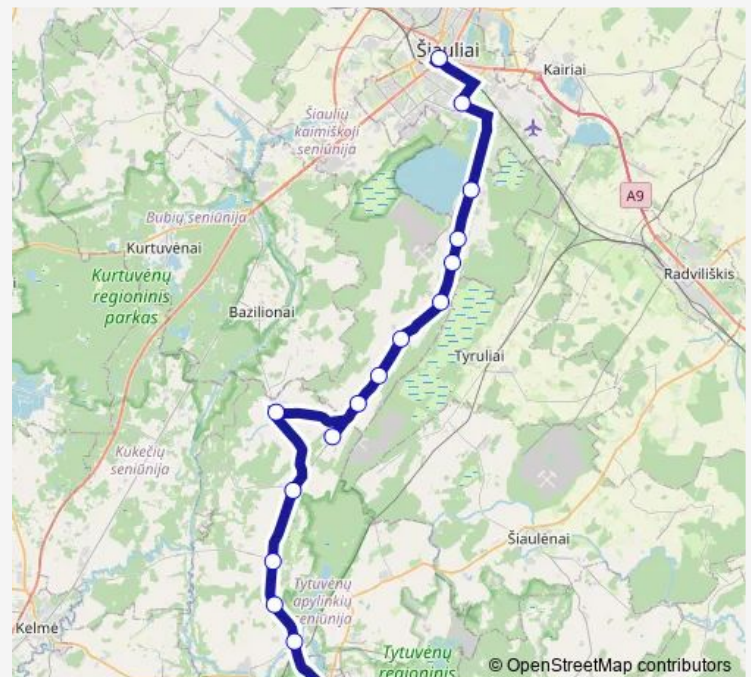 Šiauliai
Kairiai
Šiaulių
kaimiškoji
seniūnija
A9
Bubių seniūnija
Kurtuvėnai
Radviliškis
Kurtuvėnų
regioninis
parkas
Bazilionai
Tyruliai
Kukečių
seniūnija
Šiaulėnai
Tytuvėnų
apylinkių
seniūnija
Kelmė
Tytuvėnų
regioninis
© OpenStreetMap contributors